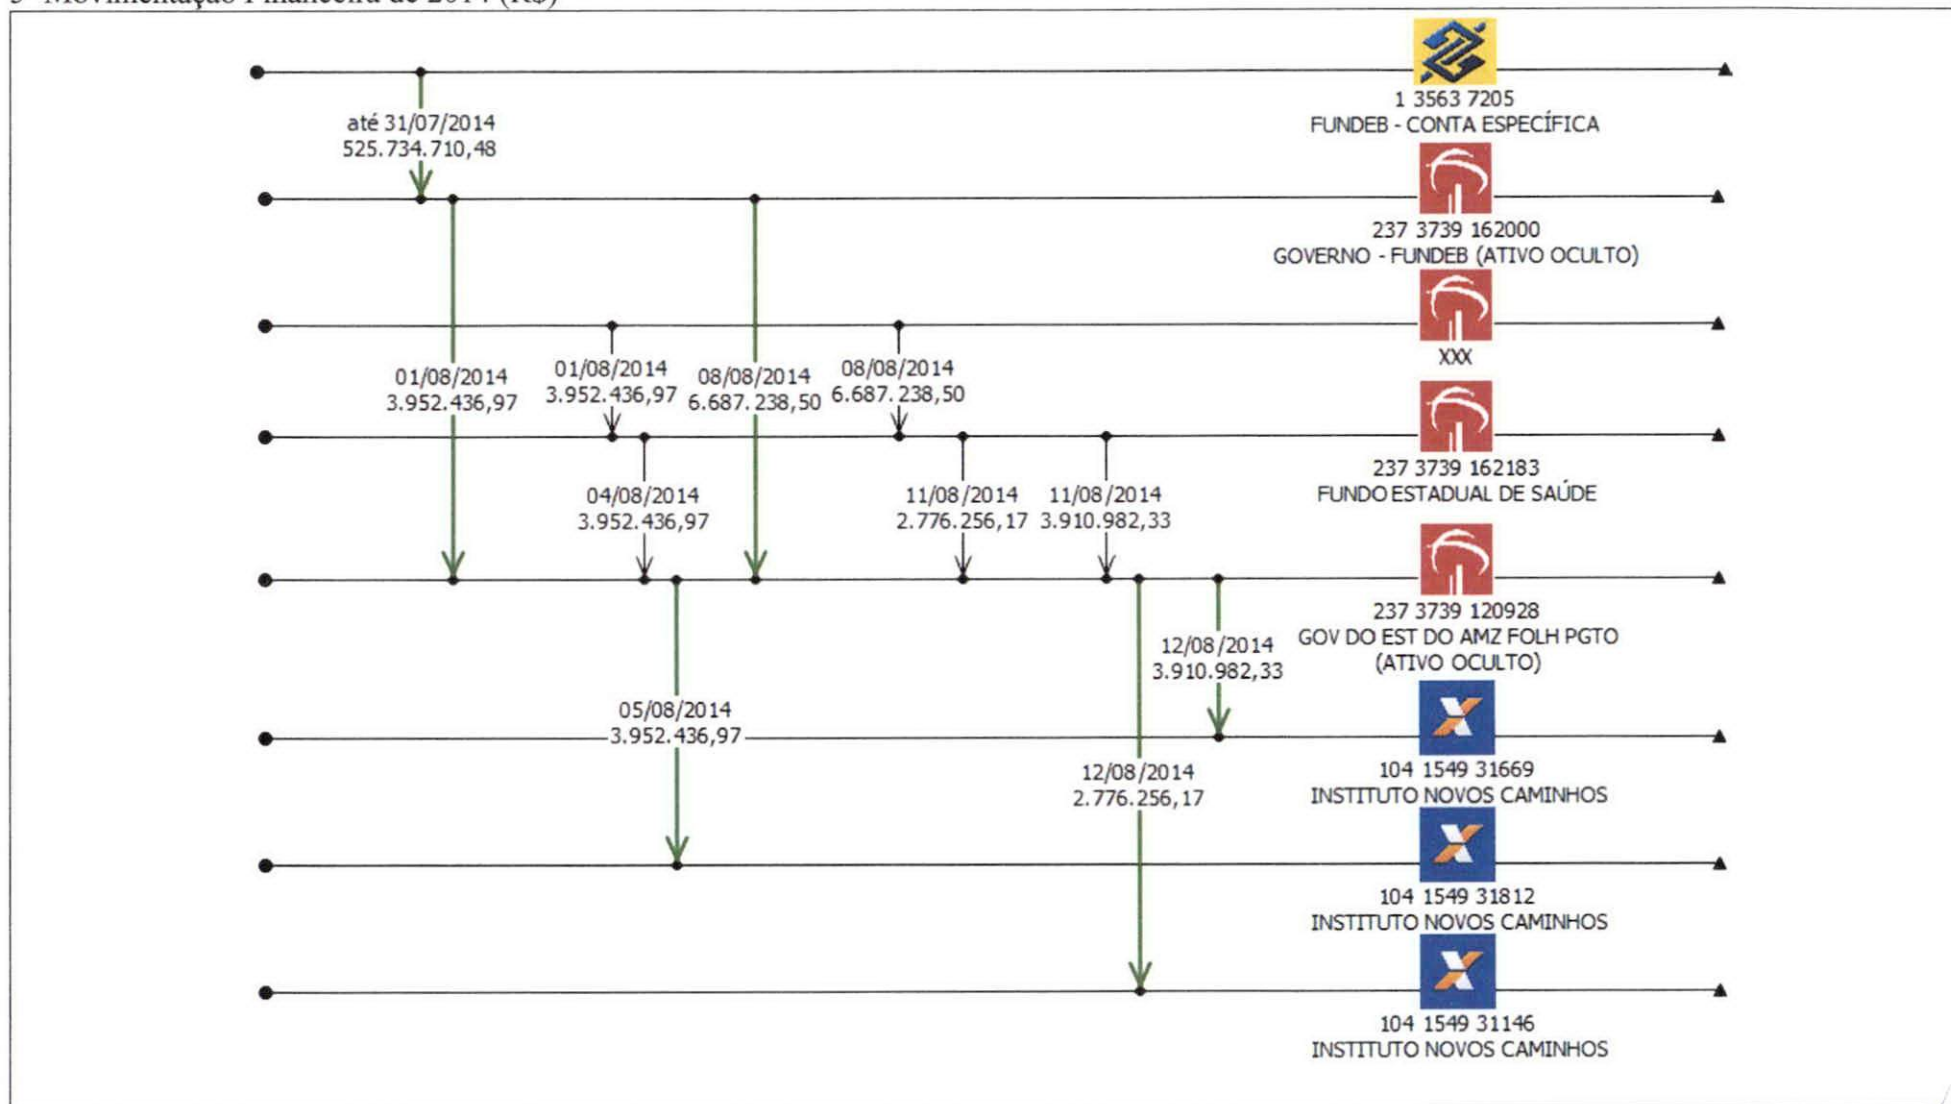 3- Movimentação Financeira de 2014 (R$)
1 3563 7205
FUNDEB - CONTA ESPECÍFICA
até 31/07/2014
525.734.710,48
237 3739 162000
GOVERNO - FUNDEB (ATIVO OCULTO)
XXX
01/08/2014
3.952.436,97
01/08/2014
3.952.436,97
08/08/2014
6.687.238,50
08/08/2014
6.687.238,50
237 3739 162183
FUNDO ESTADUAL DE SAÚDE
04/08/2014
3.952.436,97
11/08/2014
2.776.256,17
11/08/2014
3.910.982,33
237 3739 120928
GOV DO EST DO AMZ FOLH PGTO
(ATIVO OCULTO)
12/08/2014
3.910.982,33
05/08/2014
3.952.436,97
12/08/2014
2.776.256,17
104 1549 31669
INSTITUTO NOVOS CAMINHOS
104 1549 31812
INSTITUTO NOVOS CAMINHOS
104 1549 31146
INSTITUTO NOVOS CAMINHOS